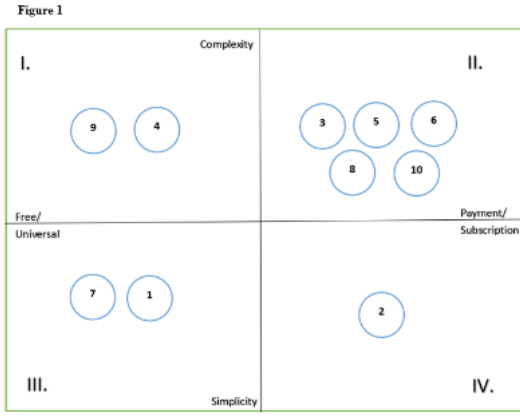 Figure 1
Complexity
I.
II.
9
4
3
5
6
8
10
Free/
Universal
Payment/
Subscription
7
1
2
III.
IV.
Simplicity